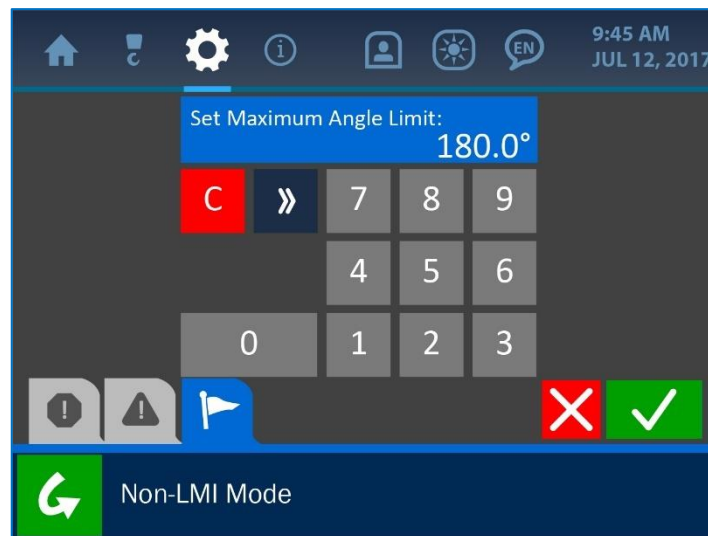 EN
9:45 AM
JUL 12, 2017
Set Maximum Angle Limit:
180.0°
C » 7 8 9
4 5 6
0 1 2 3
Non-LMI Mode